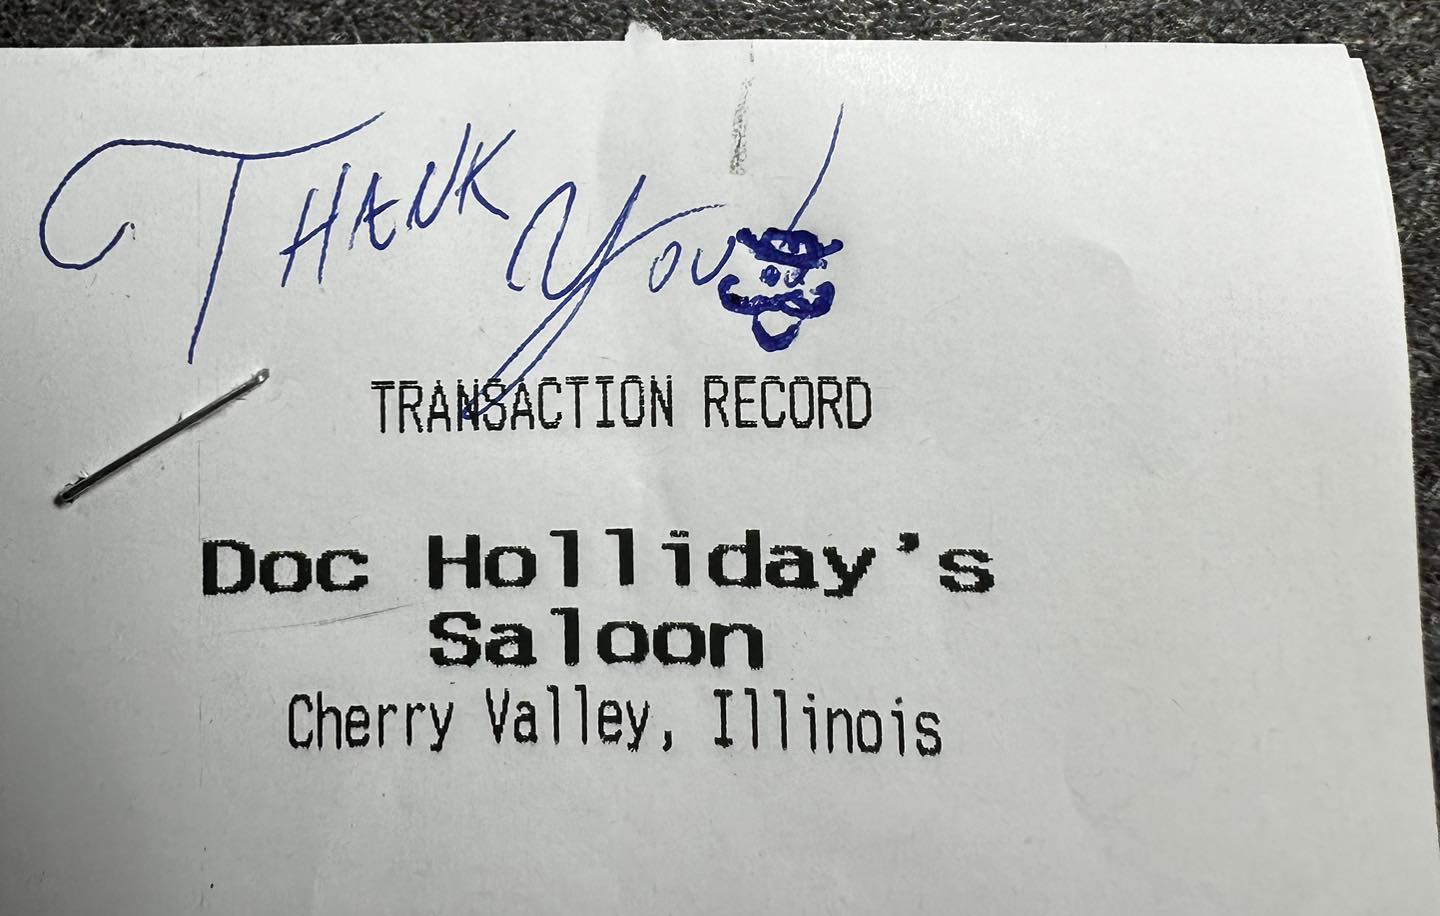 THANK You!
TRANSACTION RECORD
Doc Holliday's
Saloon
Cherry Valley, Illinois